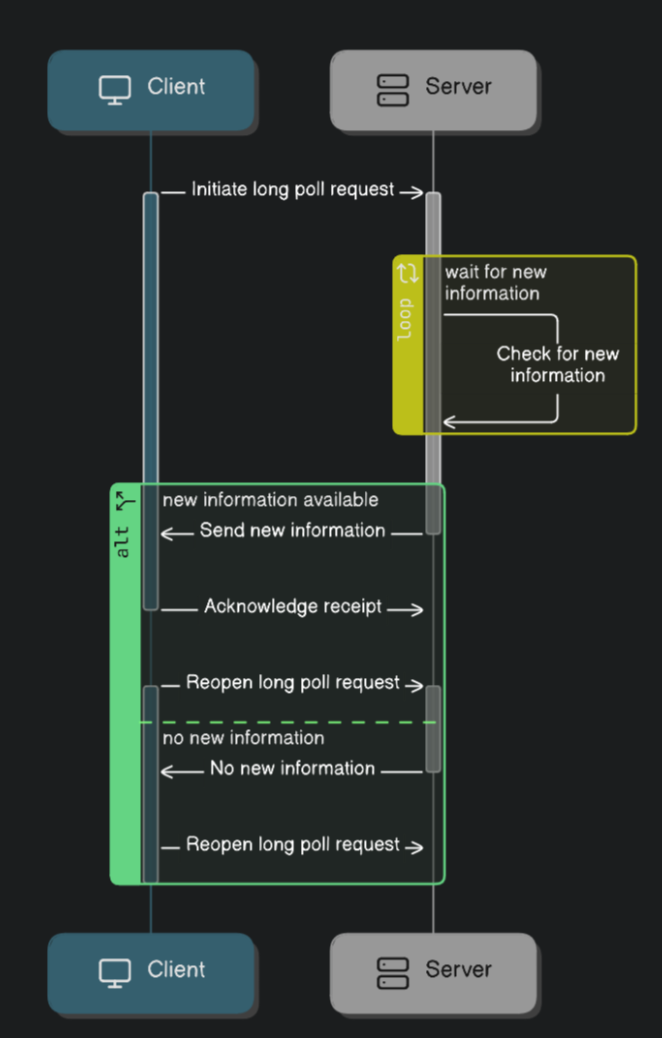 Client
Server
Initiate long poll request
loop
wait for new
information
Check for new
information
alt
new information available
Send new information
Acknowledge receipt
Reopen long poll request
no new information
No new information
Reopen long poll request
Client
Server